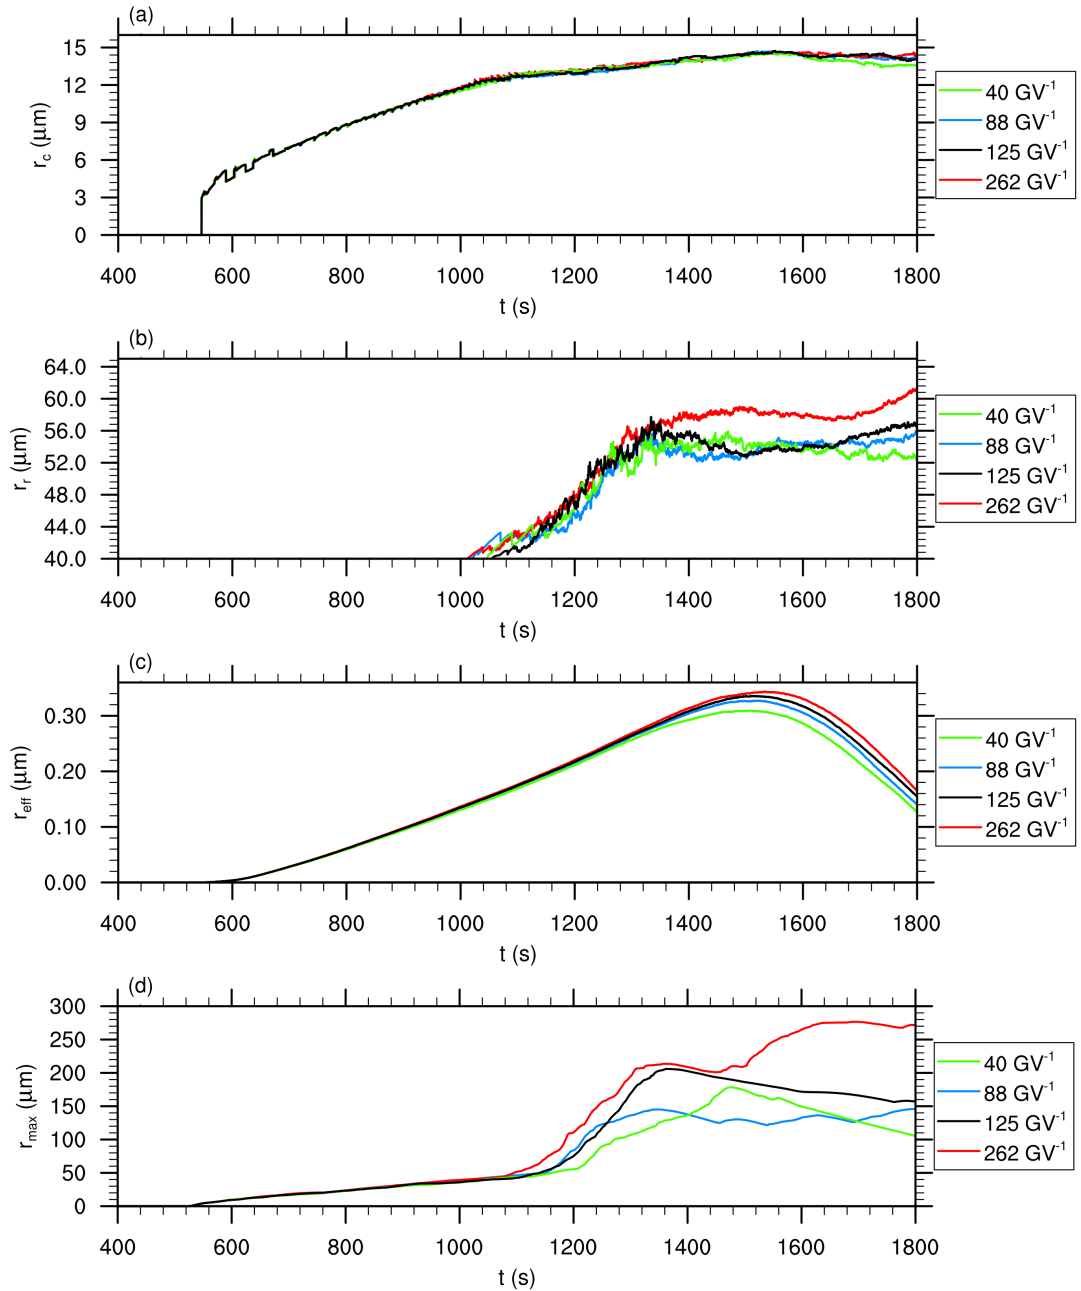 (a)
15
12
9
6
3
0
r_c (μm)
400 600 800 1000 1200 1400 1600 1800
t (s)
40 GV⁻¹
88 GV⁻¹
125 GV⁻¹
262 GV⁻¹
(b)
64.0
60.0
56.0
52.0
48.0
44.0
40.0
r_r (μm)
400 600 800 1000 1200 1400 1600 1800
t (s)
40 GV⁻¹
88 GV⁻¹
125 GV⁻¹
262 GV⁻¹
(c)
0.30
0.20
0.10
0.00
r_eff (μm)
400 600 800 1000 1200 1400 1600 1800
t (s)
40 GV⁻¹
88 GV⁻¹
125 GV⁻¹
262 GV⁻¹
(d)
300
250
200
150
100
50
0
r_max (μm)
400 600 800 1000 1200 1400 1600 1800
t (s)
40 GV⁻¹
88 GV⁻¹
125 GV⁻¹
262 GV⁻¹